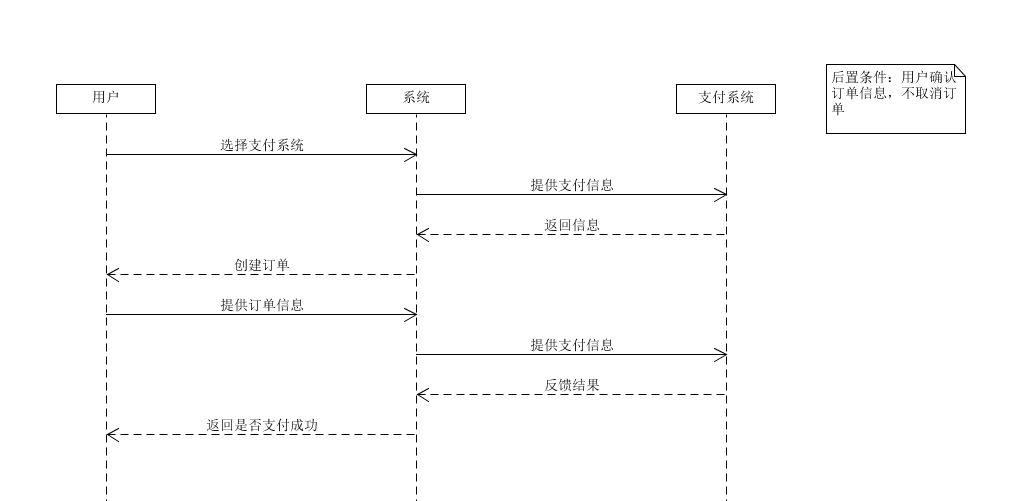 用户
系统
支付系统
后置条件：用户确认
订单信息，不取消订
单
选择支付系统
提供支付信息
返回信息
创建订单
提供订单信息
提供支付信息
反馈结果
返回是否支付成功